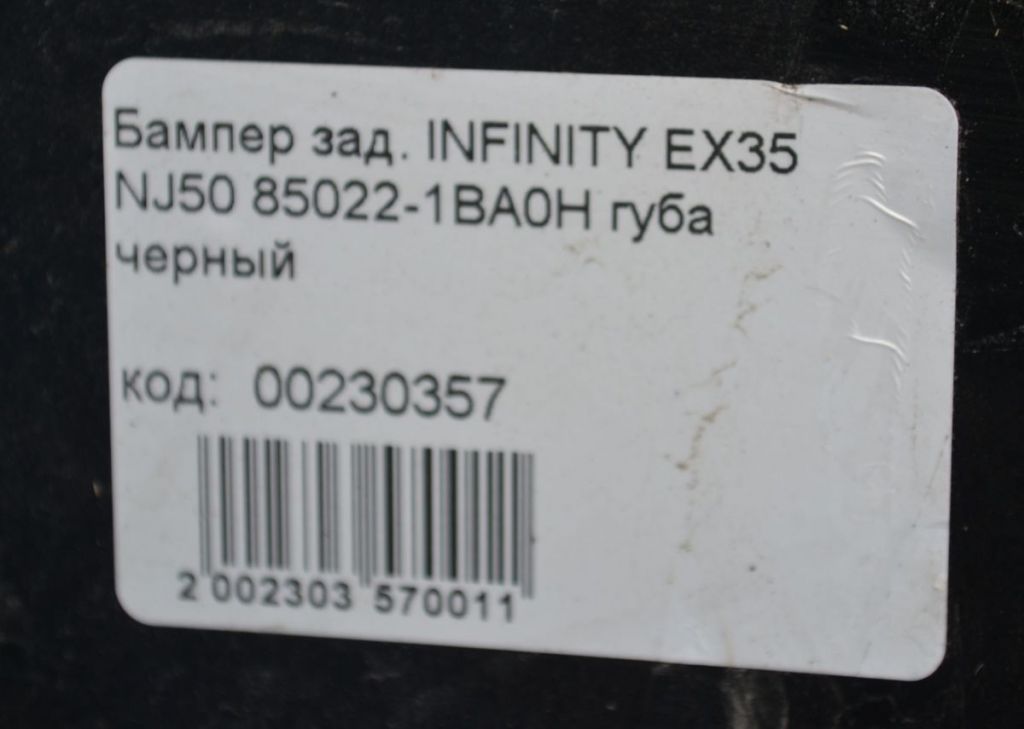 Бампер зад. INFINITY EX35
NJ50 85022-1BA0H губа
черный
код: 00230357
2 002303 570011